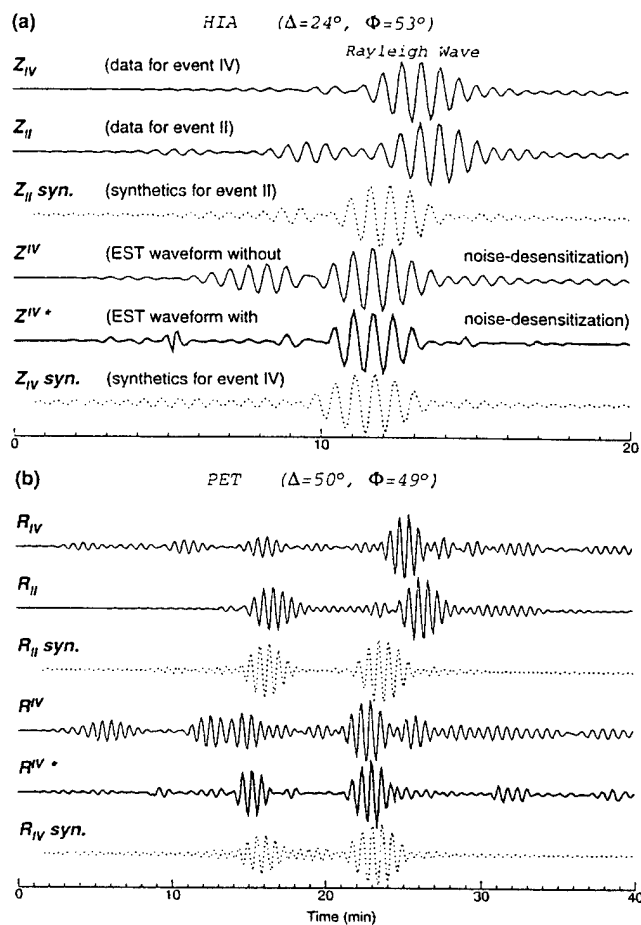 (a) HIA (Δ=24°, Φ=53°)
Rayleigh Wave
Z_IV (data for event IV)
Z_II (data for event II)
Z_II syn. (synthetics for event II)
Z^IV (EST waveform without noise-desensitization)
Z^IV * (EST waveform with noise-desensitization)
Z_IV syn. (synthetics for event IV)
0 10 20
(b) PET (Δ=50°, Φ=49°)
R_IV
R_II
R_II syn.
R^IV
R^IV *
R_IV syn.
0 10 20 30 40
Time (min)